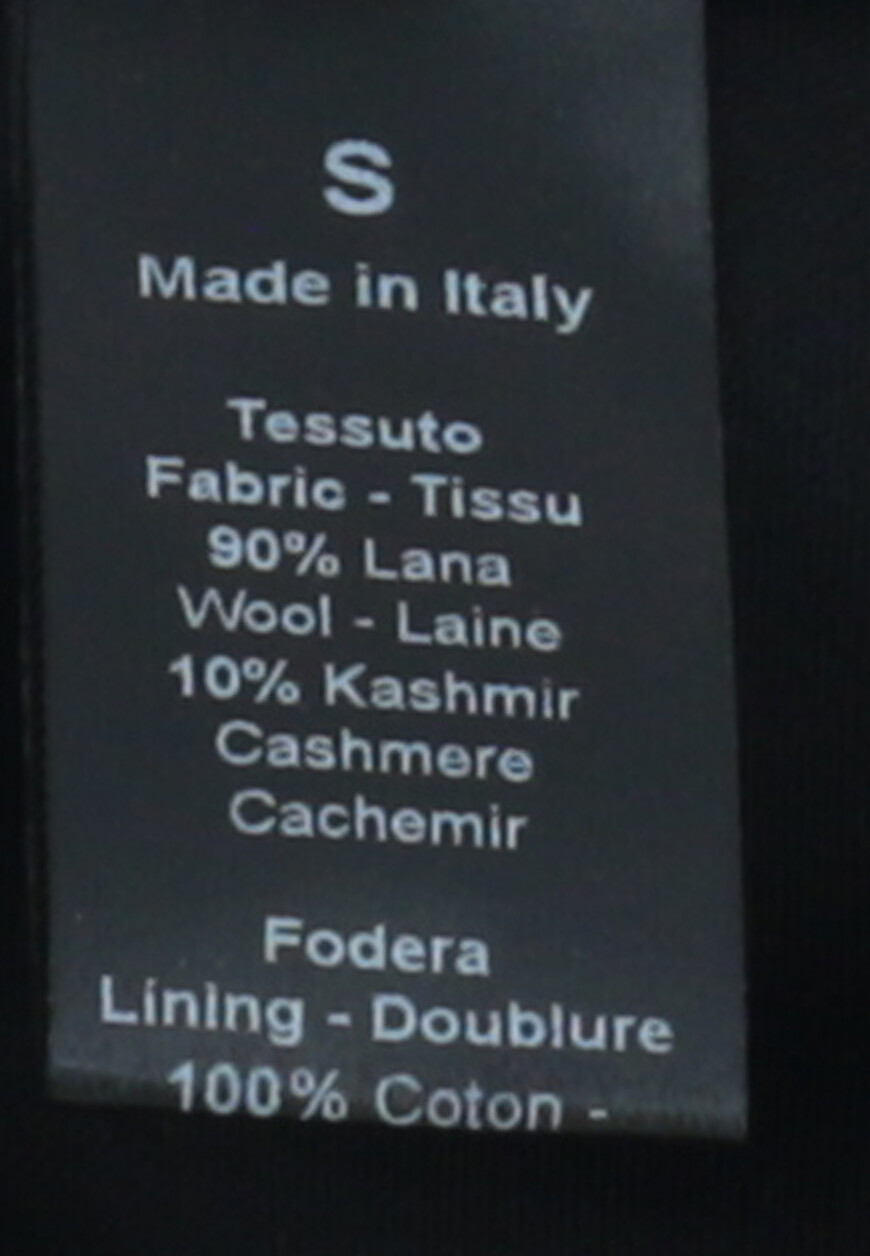 S
Made in Italy
Tessuto
Fabric - Tissu
90% Lana
Wool - Laine
10% Kashmir
Cashmere
Cachemir
Fodera
Lining - Doublure
100% Coton -